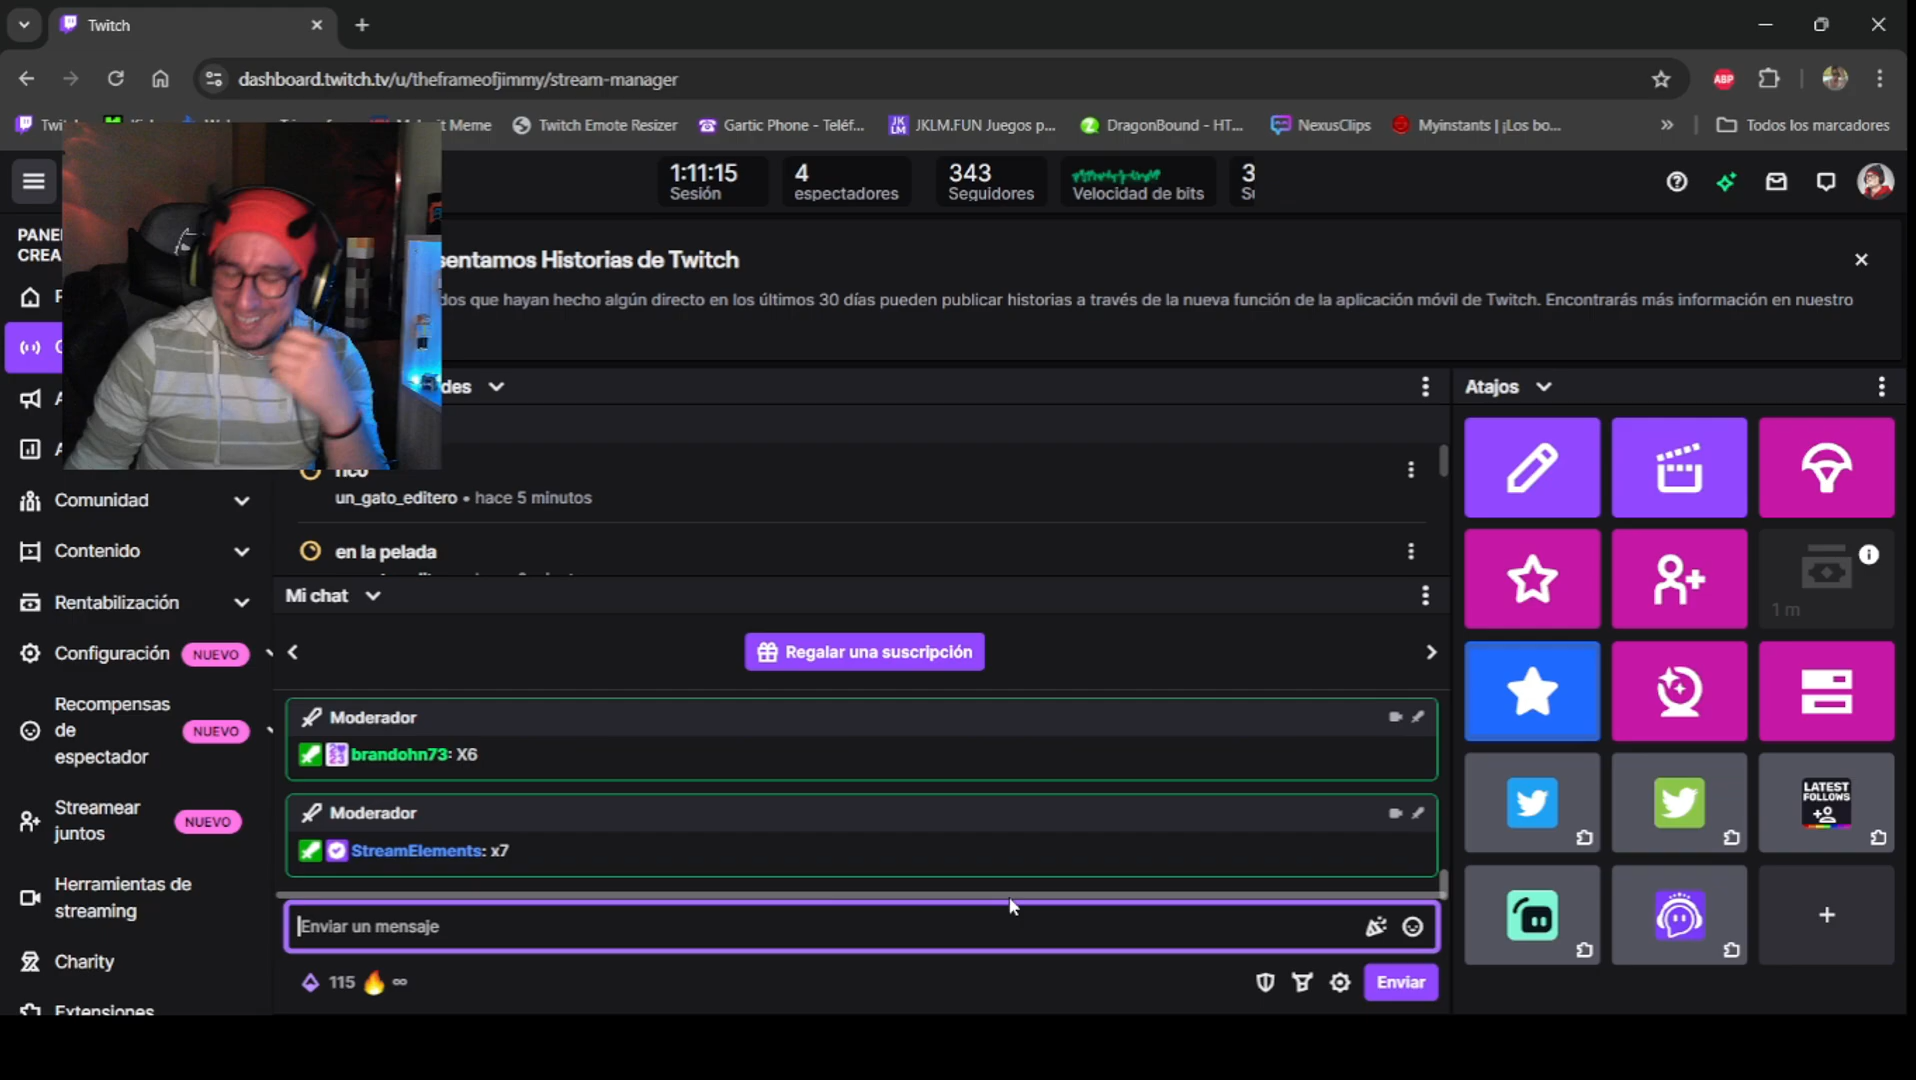 Twitch
dashboard.twitch.tv/u/theframeofjimmy/stream-manager
ABP
Meme
Twitch Emote Resizer
Gartic Phone - Teléf...
JKLM.FUN Juegos p...
DragonBound - HT...
NexusClips
Myinstants | ¡Los bo...
Todos los marcadores
1:11:15
Sesión
4
espectadores
343
Seguidores
Velocidad de bits
3
PANE
CREA
sentamos Historias de Twitch
dos que hayan hecho algún directo en los últimos 30 días pueden publicar historias a través de la nueva función de la aplicación móvil de Twitch. Encontrarás más información en nuestro
des
Atajos
rico
un_gato_editero • hace 5 minutos
en la pelada
Mi chat
Regalar una suscripción
Moderador
brandohn73: X6
Moderador
StreamElements: x7
Enviar un mensaje
115
∞
Enviar
Comunidad
Contenido
Rentabilización
Configuración NUEVO
Recompensas
de NUEVO
espectador
Streamear
juntos NUEVO
Herramientas de
streaming
Charity
Extensiones
1 m
LATEST
FOLLOWS